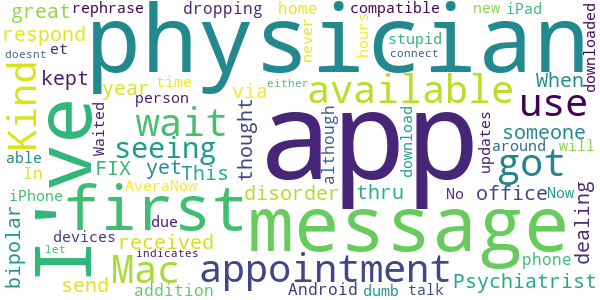 rephrase dropping home compatible new iPad
great physician hours downloaded
respond never stupid
et doesnt connect
kept year via available When
Kind I've person time wait thought although app use
Waited seeing download updates someone
able FIX yet This got around will
In AveraNow either
iPhone first disorder thru No office Now
bipolar due message dealing
devices received appointment phone
let indicates Mac
send addition Android dumb talk Psychiatrist